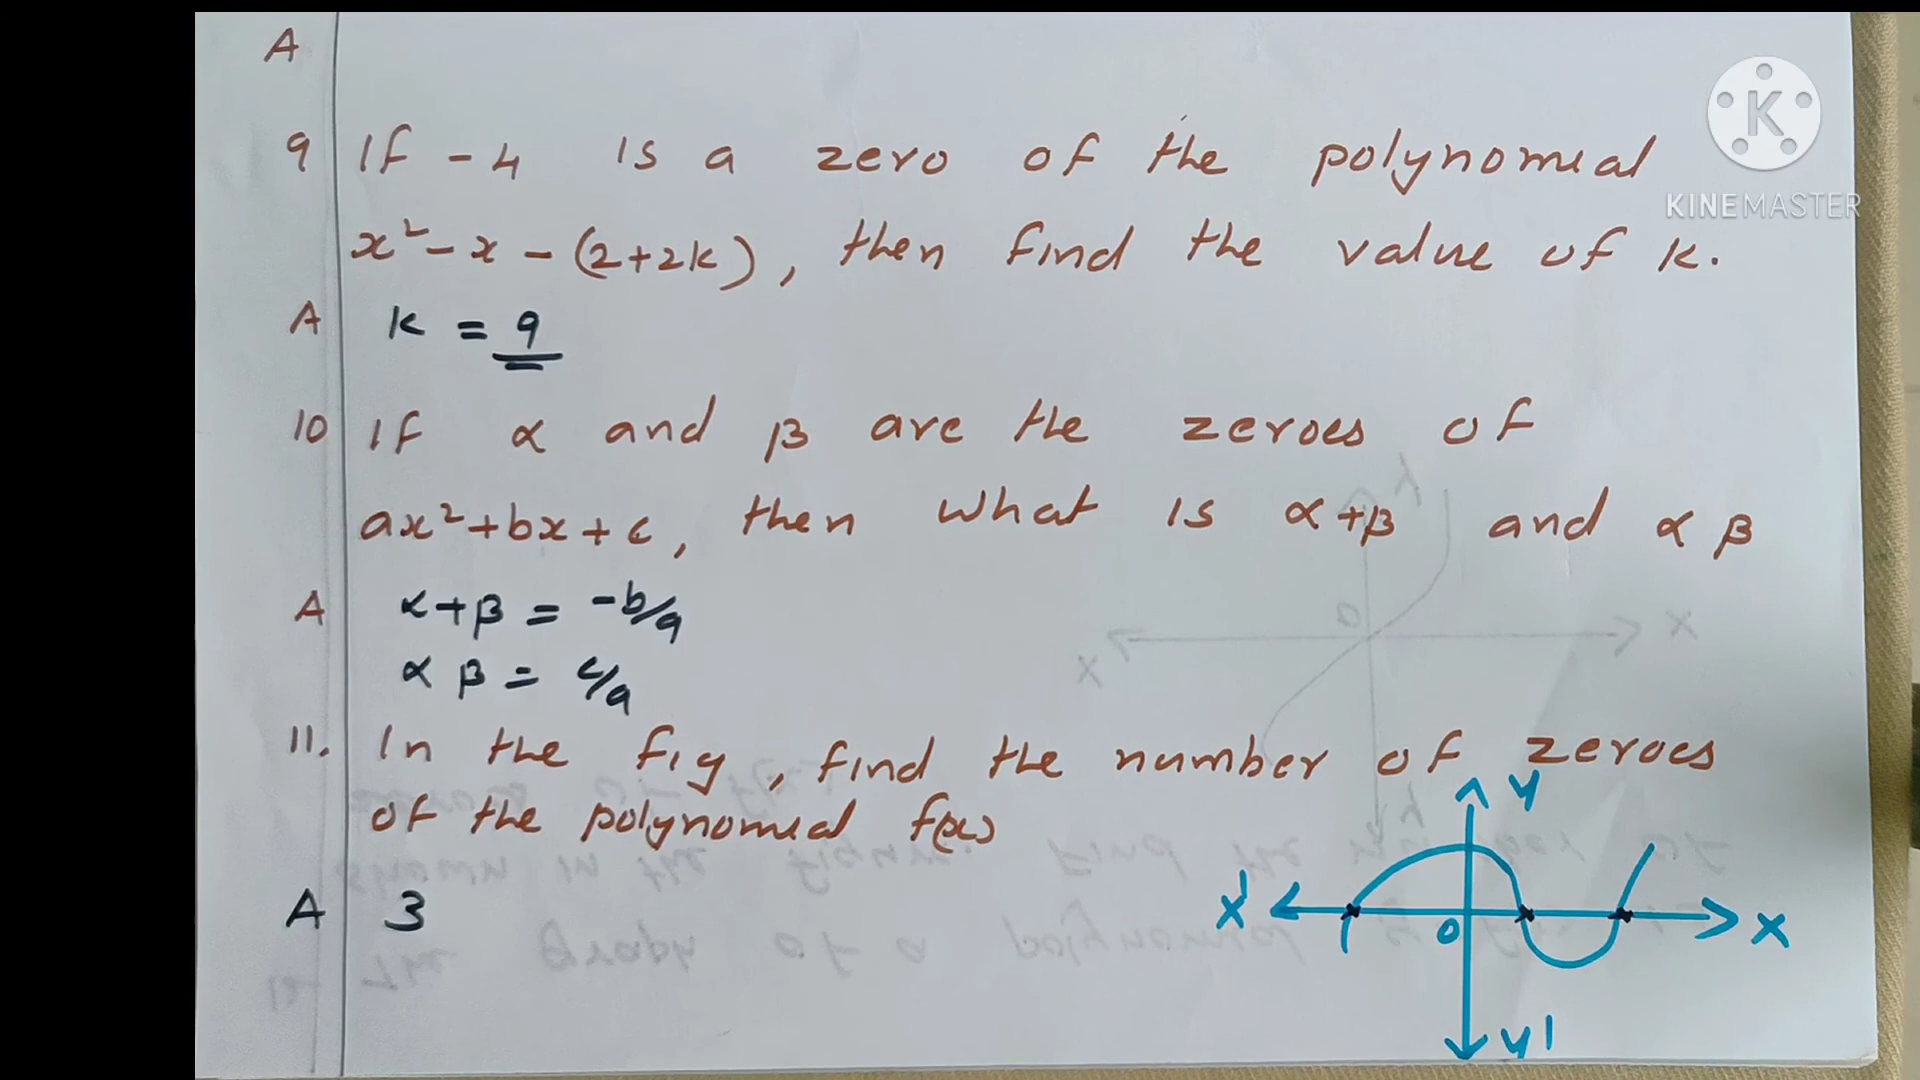 A
9 If -4 is a zero of the polynomial
x² - x - (2+2k), then find the value of k.
A k = 9
10 If α and β are the zeroes of
ax²+bx+c, then what is α+β and α β
A α+β = -b/a
α β = c/a
11. In the fig, find the number of zeroes
of the polynomial f(x)
A 3
Y
X' O X
Y'
K
KINEMASTER